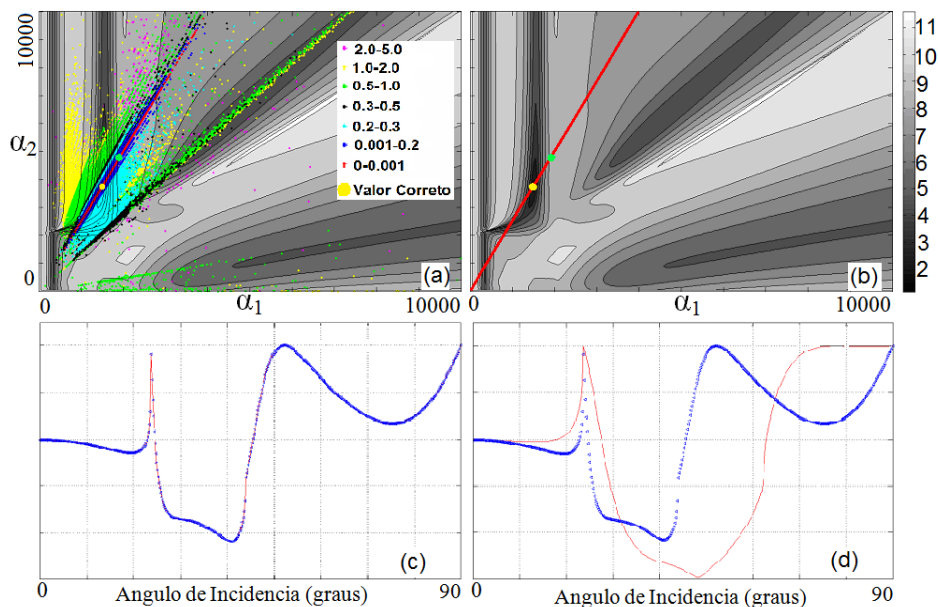 10000
α2
0
α1
10000
(a)
2.0-5.0
1.0-2.0
0.5-1.0
0.3-0.5
0.2-0.3
0.001-0.2
0-0.001
Valor Correto
0
α1
10000
(b)
11
10
9
8
7
6
5
4
3
2
(c)
0
Angulo de Incidencia (graus)
90
(d)
0
Angulo de Incidencia (graus)
90